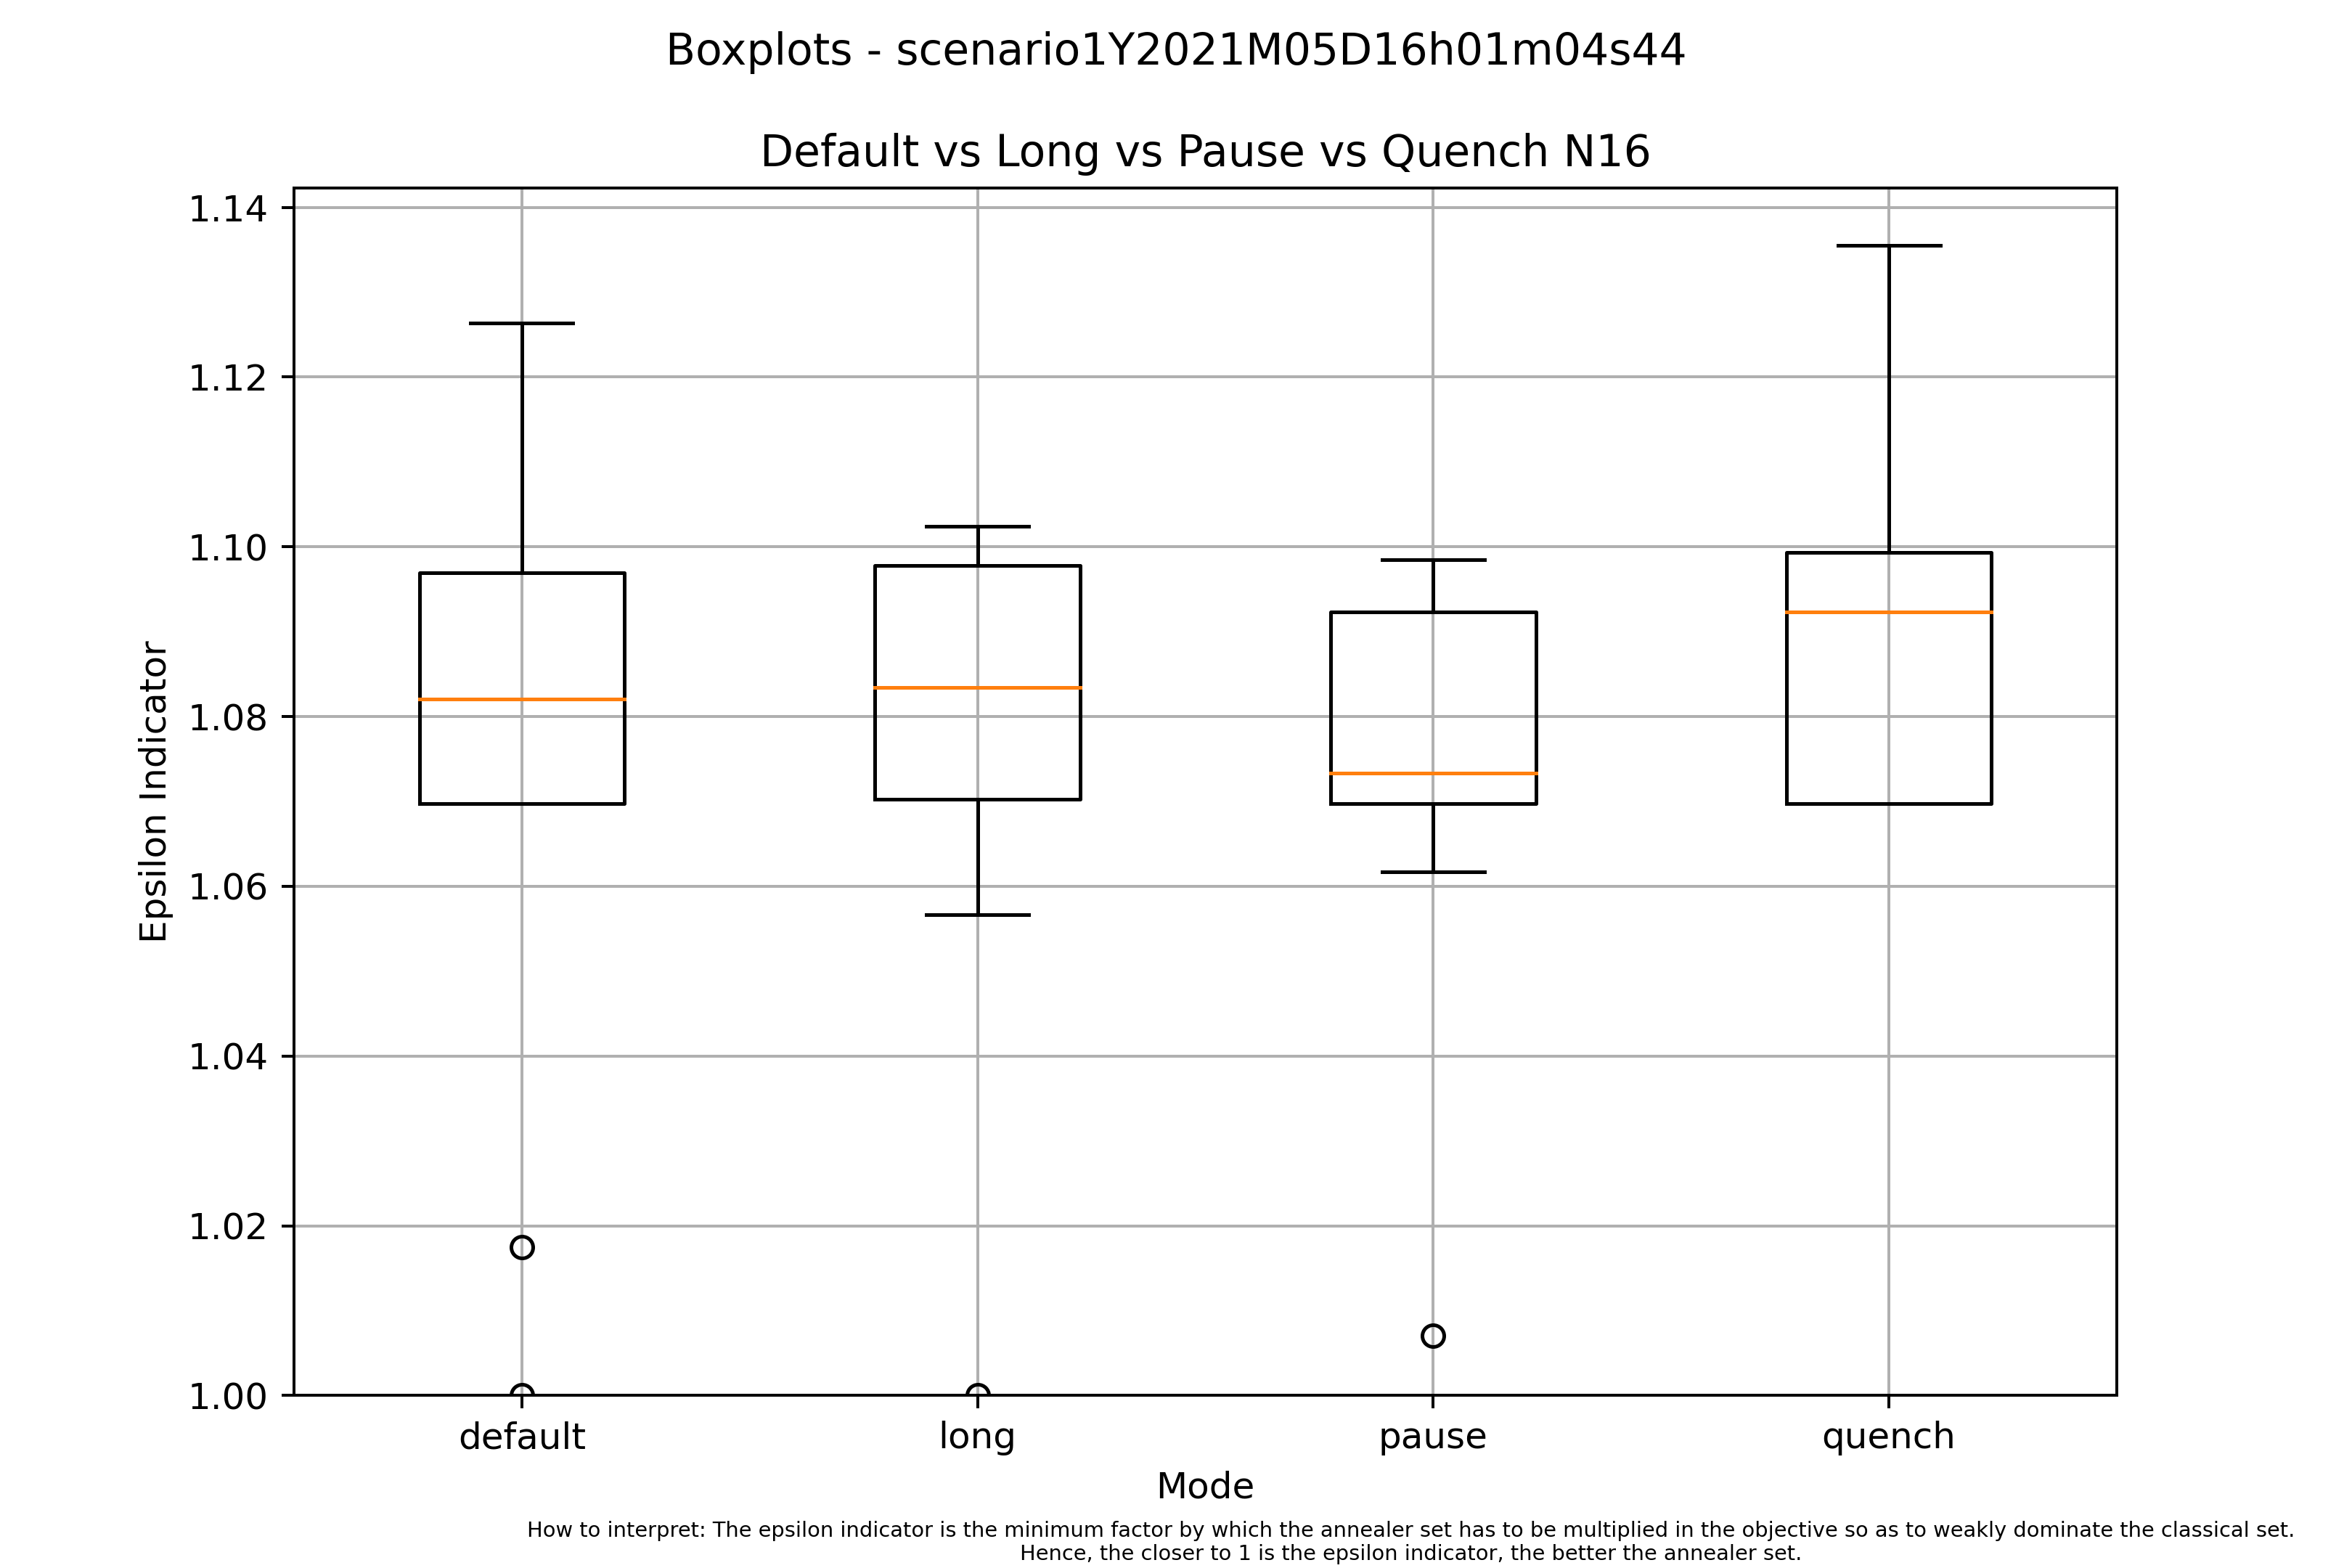 Boxplots - scenario1Y2021M05D16h01m04s44
Default vs Long vs Pause vs Quench N16
1.14
1.12
1.10
1.08
1.06
1.04
1.02
1.00
Epsilon Indicator
default
long
pause
quench
Mode
How to interpret: The epsilon indicator is the minimum factor by which the annealer set has to be multiplied in the objective so as to weakly dominate the classical set.
Hence, the closer to 1 is the epsilon indicator, the better the annealer set.